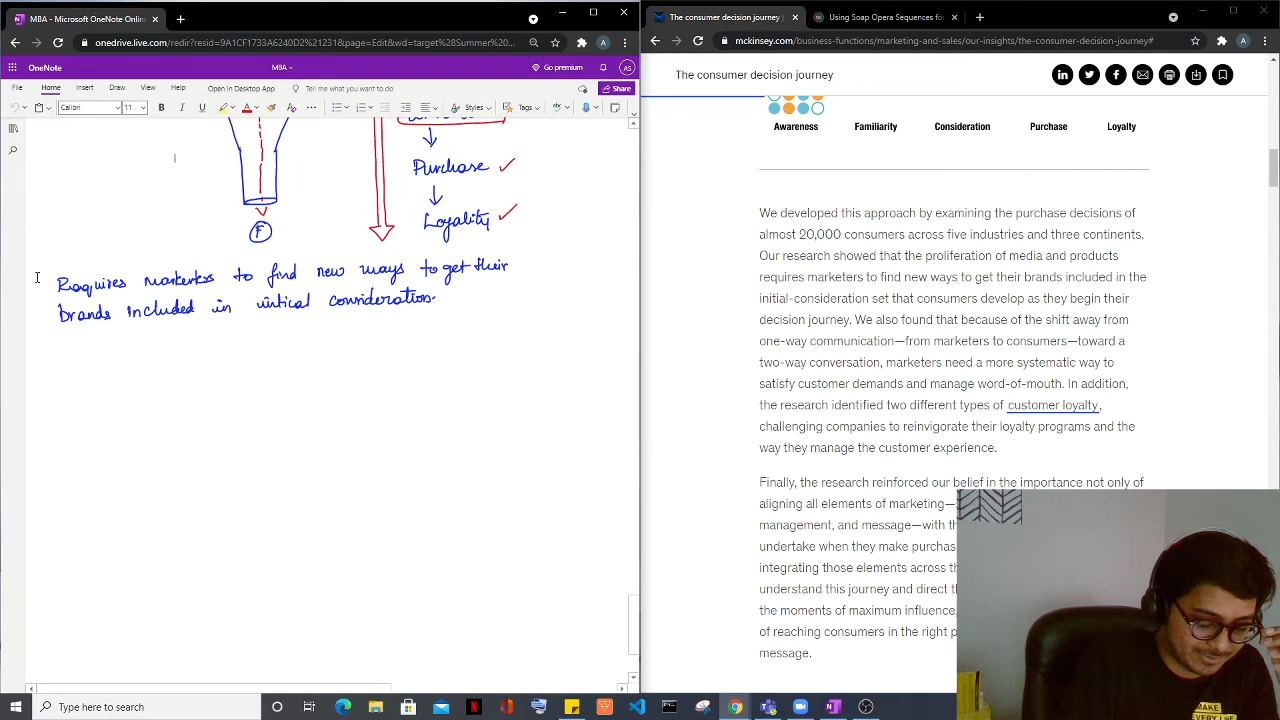 MBA - Microsoft OneNote Online
The consumer decision journey
Using Soap Opera Sequences for
onedrive.live.com/redir?resid=9A1CF1733A6240D2%21231&page=Edit&wd=target%28Summer%20...
mckinsey.com/business-functions/marketing-and-sales/our-insights/the-consumer-decision-journey#
OneNote
MBA
Go premium
AS
The consumer decision journey
File Home Insert Draw View Help Open In Desktop App Tell me what you want to do Share
Calibri 11 B I U A Styles Tags
Awareness Familiarity Consideration Purchase Loyalty
Purchase
Loyality
F
Requires markerters to find new ways to get their
brands included in initical consideration.
We developed this approach by examining the purchase decisions of
almost 20,000 consumers across five industries and three continents.
Our research showed that the proliferation of media and products
requires marketers to find new ways to get their brands included in the
initial-consideration set that consumers develop as they begin their
decision journey. We also found that because of the shift away from
one-way communication—from marketers to consumers—toward a
two-way conversation, marketers need a more systematic way to
satisfy customer demands and manage word-of-mouth. In addition,
the research identified two different types of customer loyalty,
challenging companies to reinvigorate their loyalty programs and the
way they manage the customer experience.
Finally, the research reinforced our belief in the importance not only of
aligning all elements of marketing—
management, and message—with th
undertake when they make purchas
integrating those elements across th
understand this journey and direct th
the moments of maximum influence,
of reaching consumers in the right p
message.
MAKE
EVERY
Type here to search